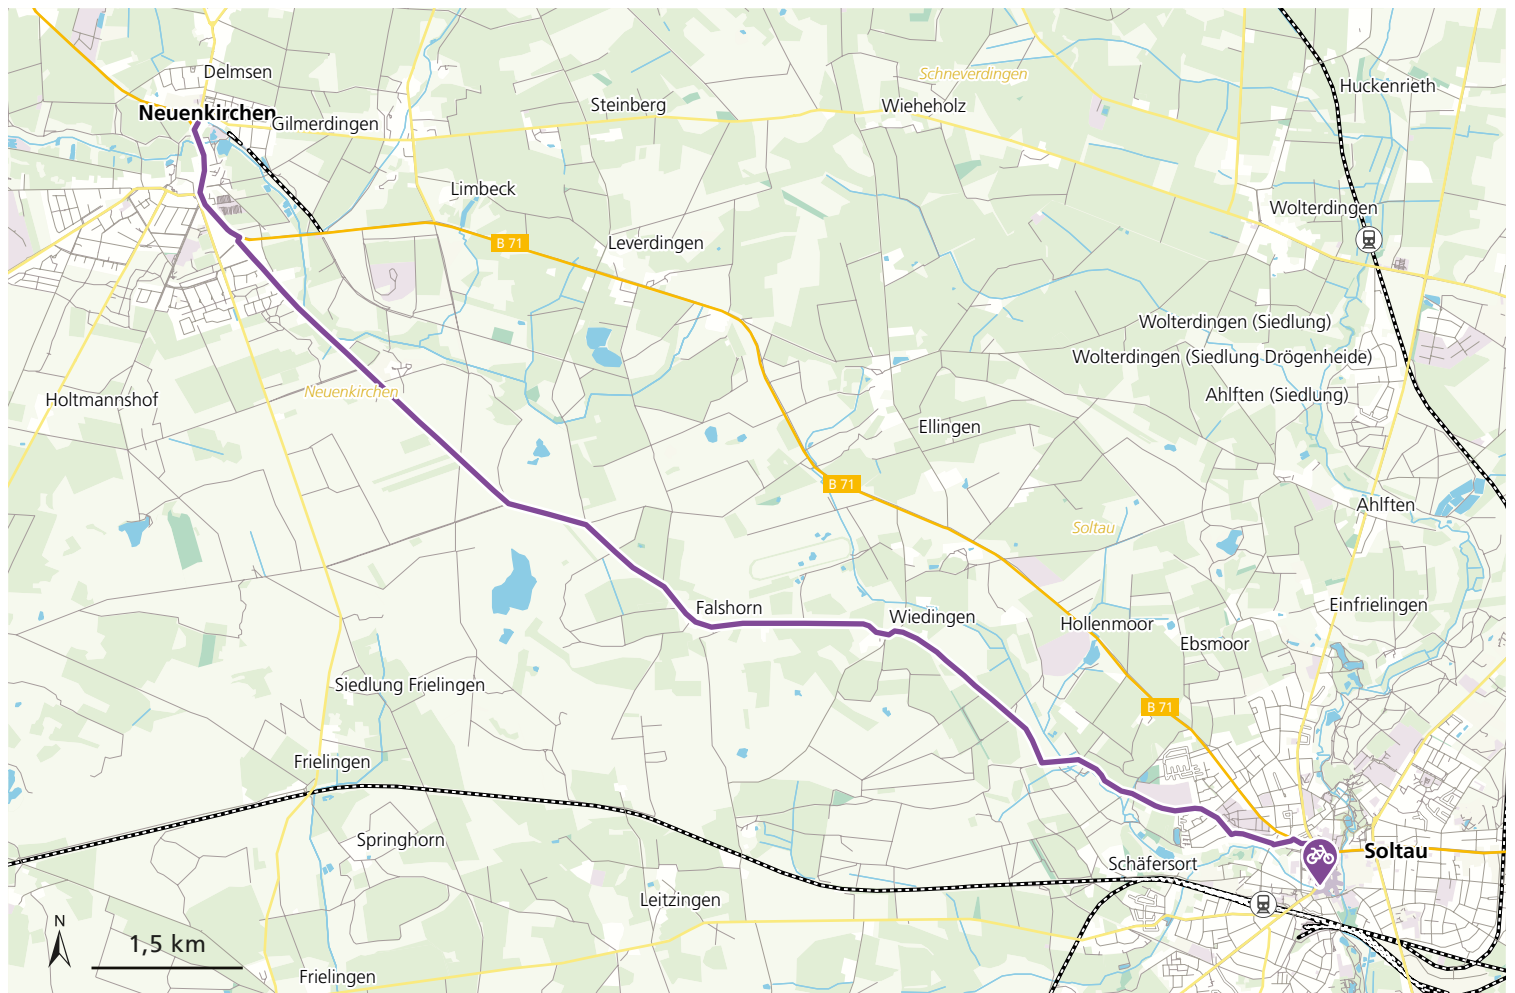 Delmsen
Neuenkirchen
Gilmerdingen
Steinberg
Schneverdingen
Wieheholz
Huckenrieth
Limbeck
Wolterdingen
B 71
Leverdingen
Wolterdingen (Siedlung)
Wolterdingen (Siedlung Drögenheide)
Neuenkirchen
Holtmannshof
Ahlften (Siedlung)
Ellingen
B 71
Ahlften
Soltau
Falshorn
Wiedingen
Hollenmoor
Einfrielingen
Ebsmoor
Siedlung Frielingen
B 71
Frielingen
Springhorn
Schäfersort
Soltau
Leitzingen
N
1,5 km
Frielingen